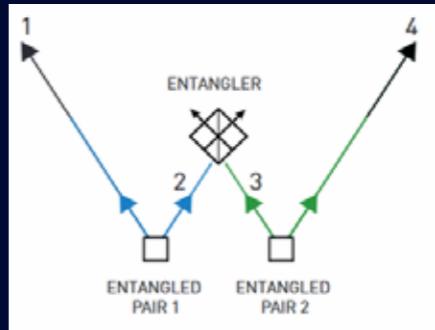 1
4
ENTANGLER
2
3
ENTANGLED
PAIR 1
ENTANGLED
PAIR 2